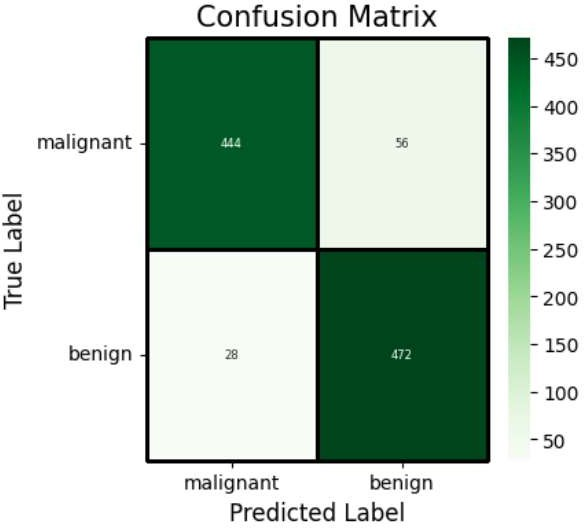 Confusion Matrix
True Label
malignant
444
56
benign
28
472
malignant
benign
Predicted Label
450
400
350
300
250
200
150
100
50